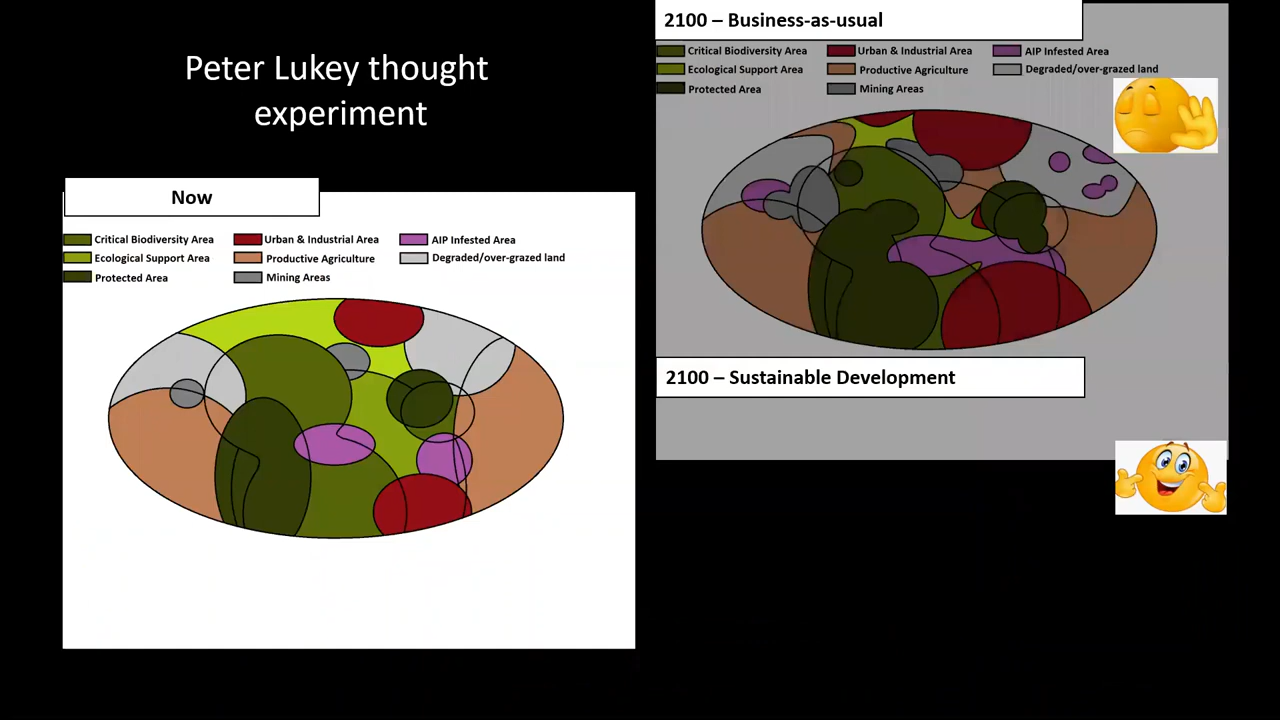 Peter Lukey thought
experiment
Now
Critical Biodiversity Area
Urban & Industrial Area
AIP Infested Area
Ecological Support Area
Productive Agriculture
Degraded/over-grazed land
Protected Area
Mining Areas
2100 – Business-as-usual
Critical Biodiversity Area
Urban & Industrial Area
AIP Infested Area
Ecological Support Area
Productive Agriculture
Degraded/over-grazed land
Protected Area
Mining Areas
2100 – Sustainable Development